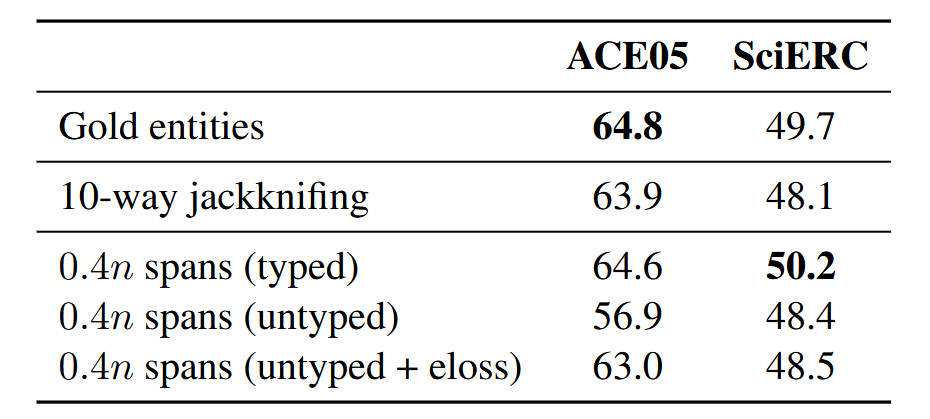 ACE05 SciERC
Gold entities 64.8 49.7
10-way jackknifing 63.9 48.1
0.4n spans (typed) 64.6 50.2
0.4n spans (untyped) 56.9 48.4
0.4n spans (untyped + eloss) 63.0 48.5